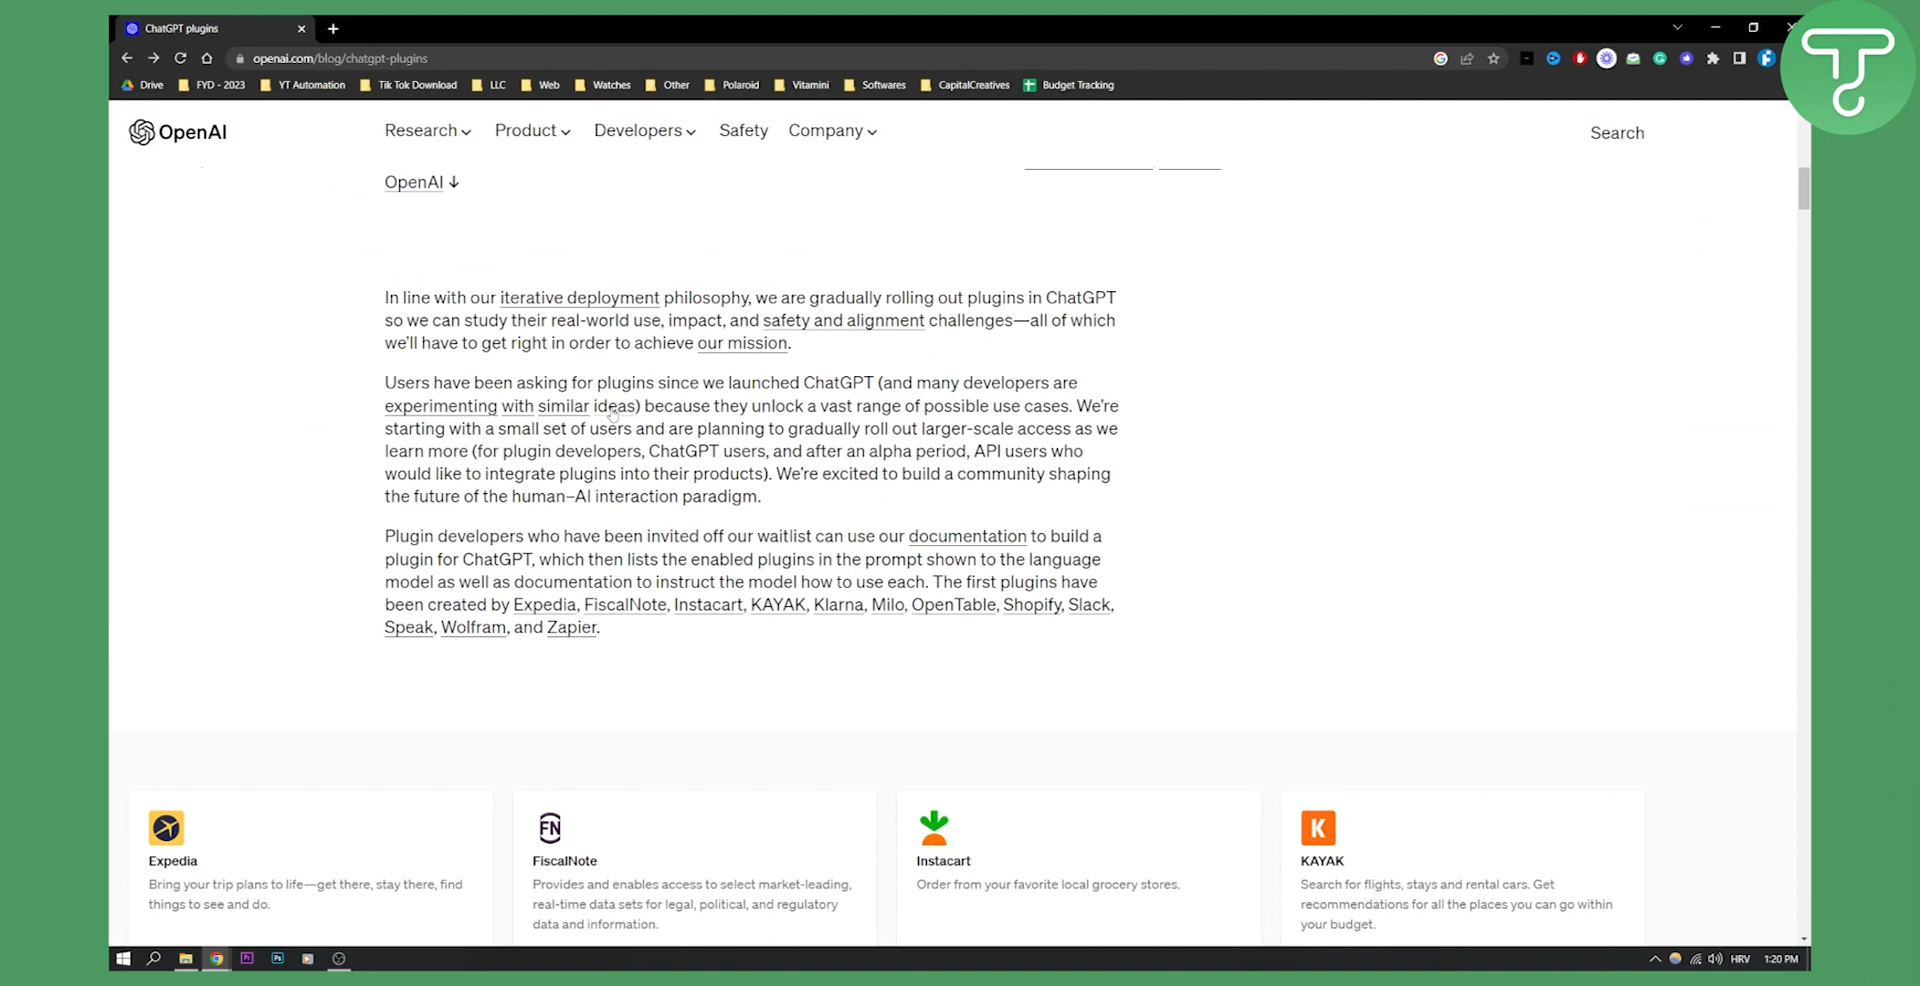 ChatGPT plugins
openai.com/blog/chatgpt-plugins
Drive FYD - 2023 YT Automation Tik Tok Download LLC Web Watches Other Polaroid Vitamini Softwares CapitalCreatives Budget Tracking
OpenAI Research Product Developers Safety Company Search
OpenAI ↓
In line with our iterative deployment philosophy, we are gradually rolling out plugins in ChatGPT
so we can study their real-world use, impact, and safety and alignment challenges—all of which
we’ll have to get right in order to achieve our mission.
Users have been asking for plugins since we launched ChatGPT (and many developers are
experimenting with similar ideas) because they unlock a vast range of possible use cases. We’re
starting with a small set of users and are planning to gradually roll out larger-scale access as we
learn more (for plugin developers, ChatGPT users, and after an alpha period, API users who
would like to integrate plugins into their products). We’re excited to build a community shaping
the future of the human–AI interaction paradigm.
Plugin developers who have been invited off our waitlist can use our documentation to build a
plugin for ChatGPT, which then lists the enabled plugins in the prompt shown to the language
model as well as documentation to instruct the model how to use each. The first plugins have
been created by Expedia, FiscalNote, Instacart, KAYAK, Klarna, Milo, OpenTable, Shopify, Slack,
Speak, Wolfram, and Zapier.
Expedia
Bring your trip plans to life—get there, stay there, find
things to see and do.
FN
FiscalNote
Provides and enables access to select market-leading,
real-time data sets for legal, political, and regulatory
data and information.
Instacart
Order from your favorite local grocery stores.
K
KAYAK
Search for flights, stays and rental cars. Get
recommendations for all the places you can go within
your budget.
Pr Ps HRV 1:20 PM